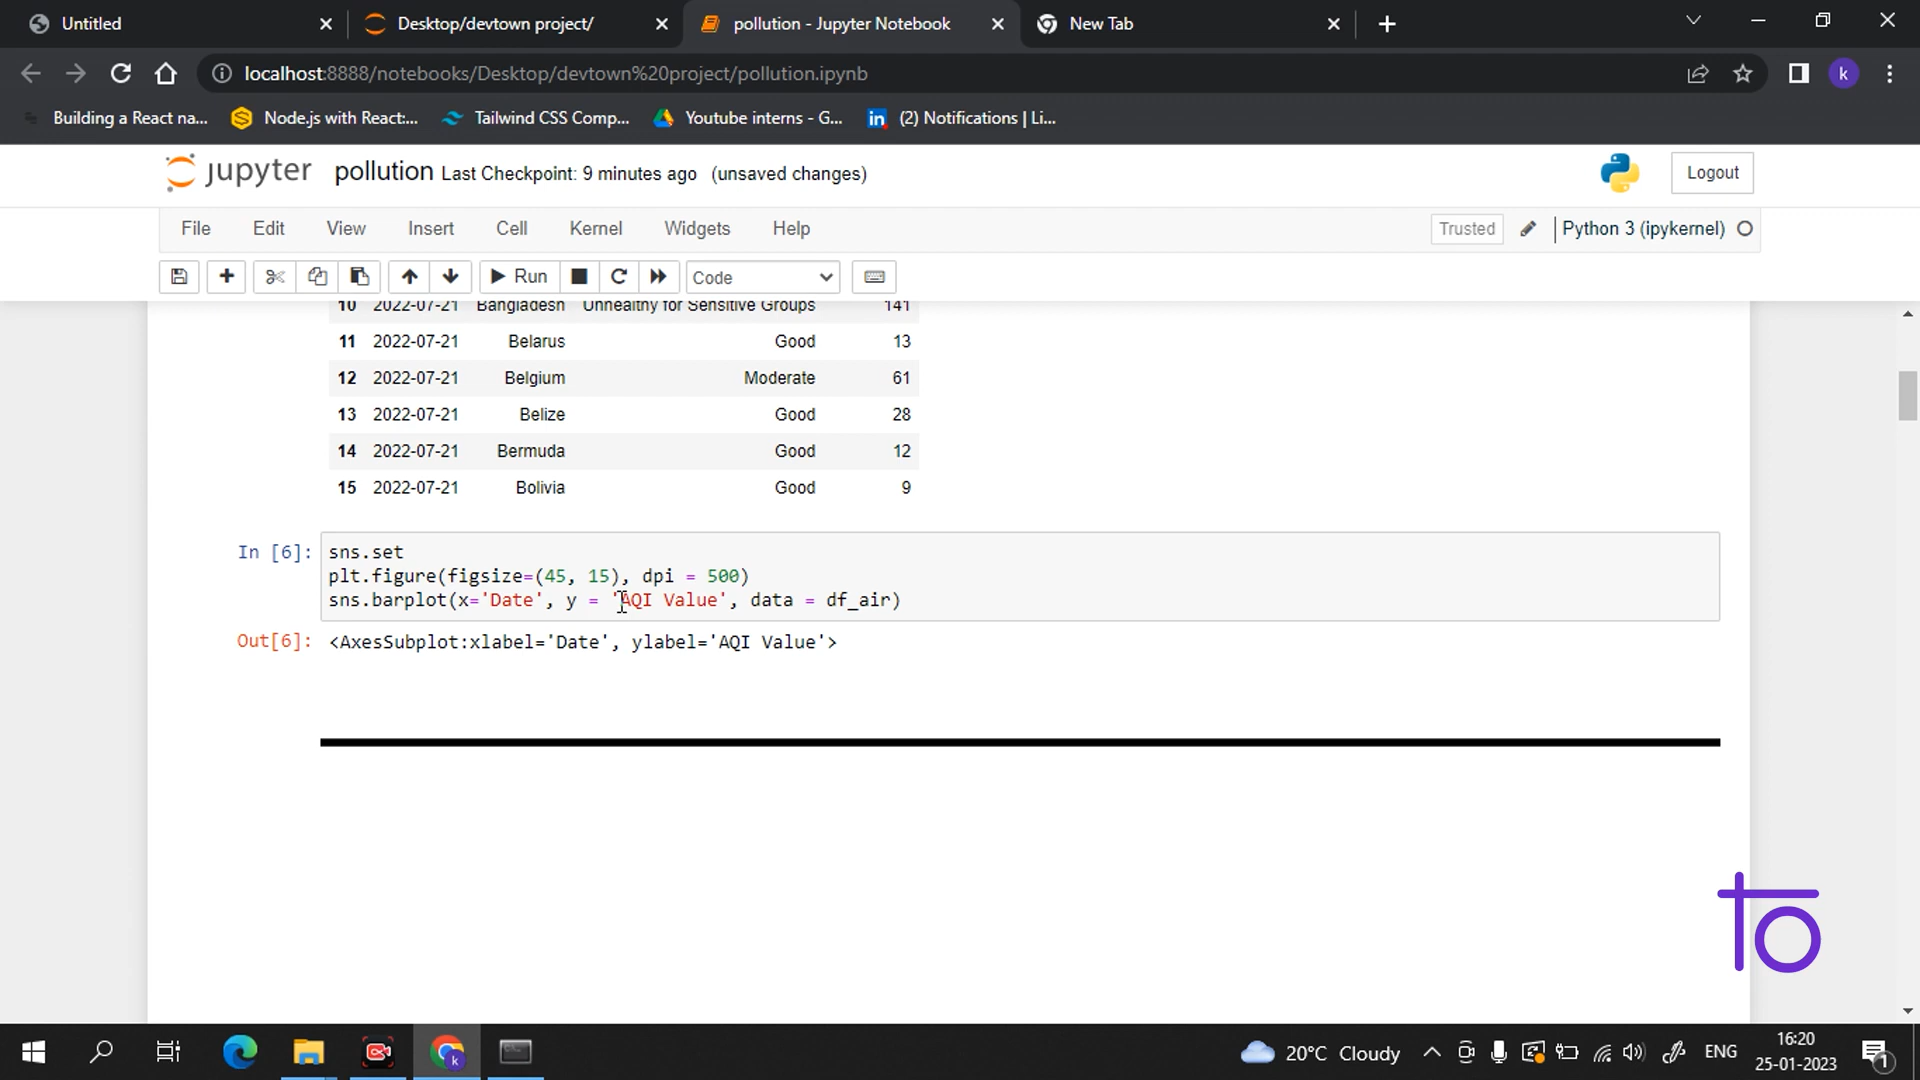 Untitled
Desktop/devtown project/
pollution - Jupyter Notebook
New Tab
localhost:8888/notebooks/Desktop/devtown%20project/pollution.ipynb
k
Building a React na...
Node.js with React:...
Tailwind CSS Comp...
Youtube interns - G...
(2) Notifications | Li...
jupyter pollution Last Checkpoint: 9 minutes ago (unsaved changes)
Logout
File Edit View Insert Cell Kernel Widgets Help
Trusted
Python 3 (ipykernel)
Run
Code
10 2022-07-21 Bangladesh Unhealthy for Sensitive Groups 141
11 2022-07-21 Belarus Good 13
12 2022-07-21 Belgium Moderate 61
13 2022-07-21 Belize Good 28
14 2022-07-21 Bermuda Good 12
15 2022-07-21 Bolivia Good 9
In [6]: sns.set
plt.figure(figsize=(45, 15), dpi = 500)
sns.barplot(x='Date', y = 'AQI Value', data = df_air)
Out[6]: <AxesSubplot:xlabel='Date', ylabel='AQI Value'>
to
20°C Cloudy
ENG
16:20
25-01-2023
1